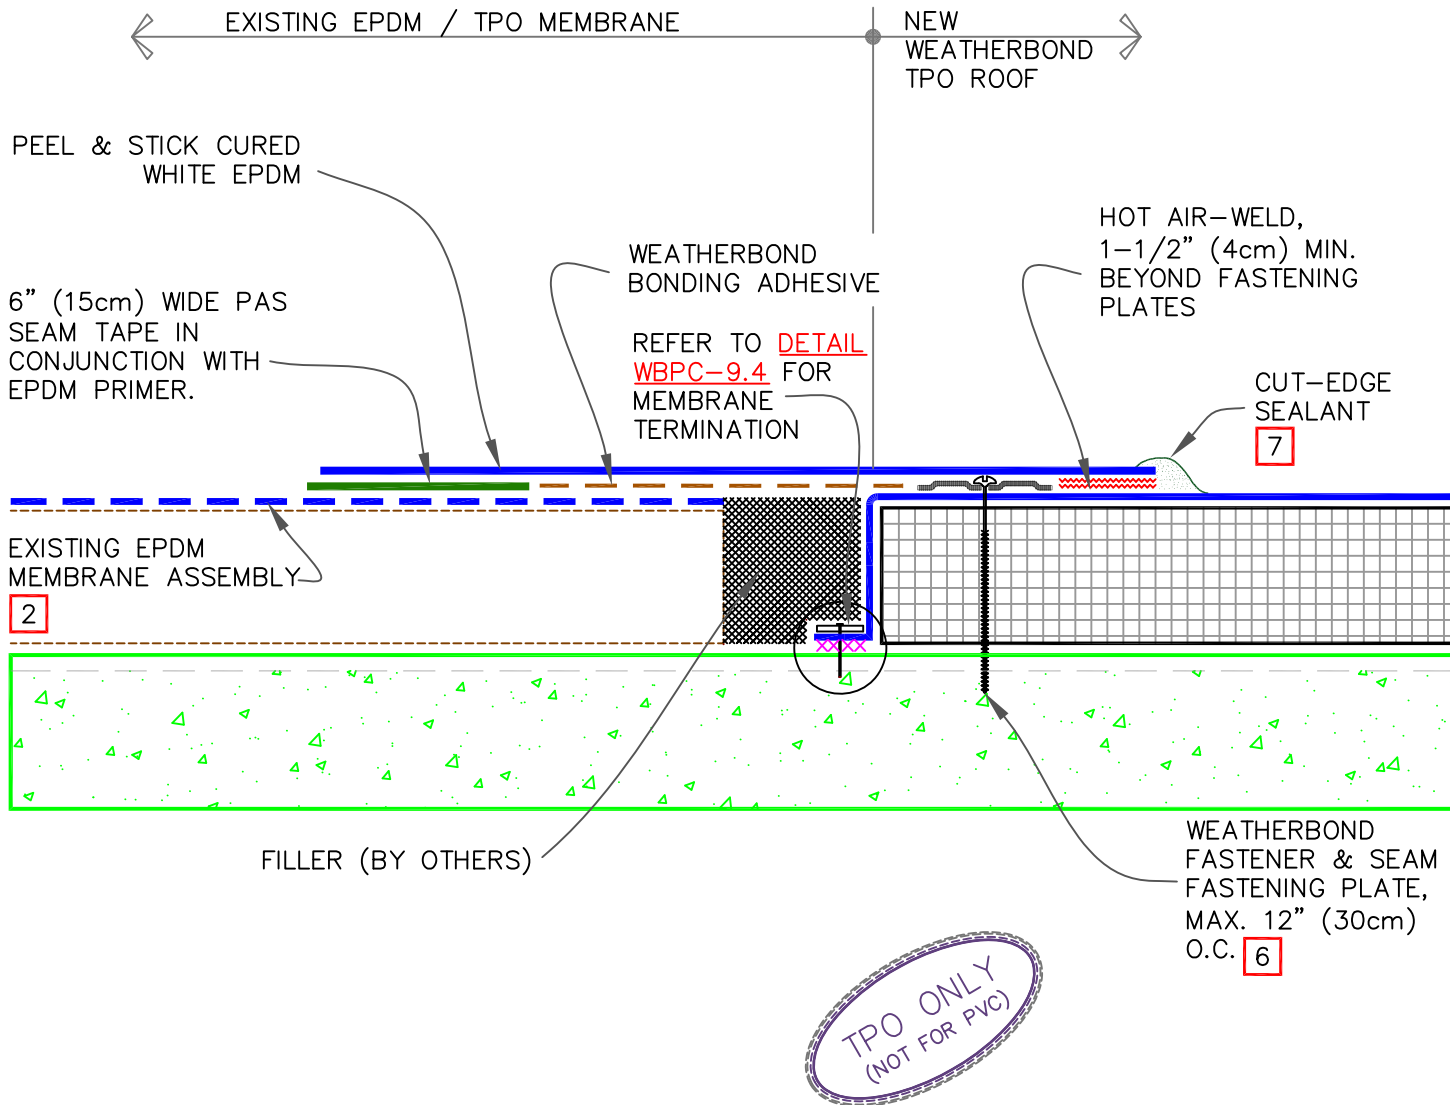 EXISTING EPDM / TPO MEMBRANE
NEW
WEATHERBOND
TPO ROOF
PEEL & STICK CURED
WHITE EPDM
WEATHERBOND
BONDING ADHESIVE
HOT AIR-WELD,
1-1/2" (4cm) MIN.
BEYOND FASTENING
PLATES
6" (15cm) WIDE PAS
SEAM TAPE IN
CONJUNCTION WITH
EPDM PRIMER.
REFER TO DETAIL
WBPC-9.4 FOR
MEMBRANE
TERMINATION
CUT-EDGE
SEALANT
7
EXISTING EPDM
MEMBRANE ASSEMBLY
2
FILLER (BY OTHERS)
WEATHERBOND
FASTENER & SEAM
FASTENING PLATE,
MAX. 12" (30cm)
O.C. 6
TPO ONLY
(NOT FOR PVC)